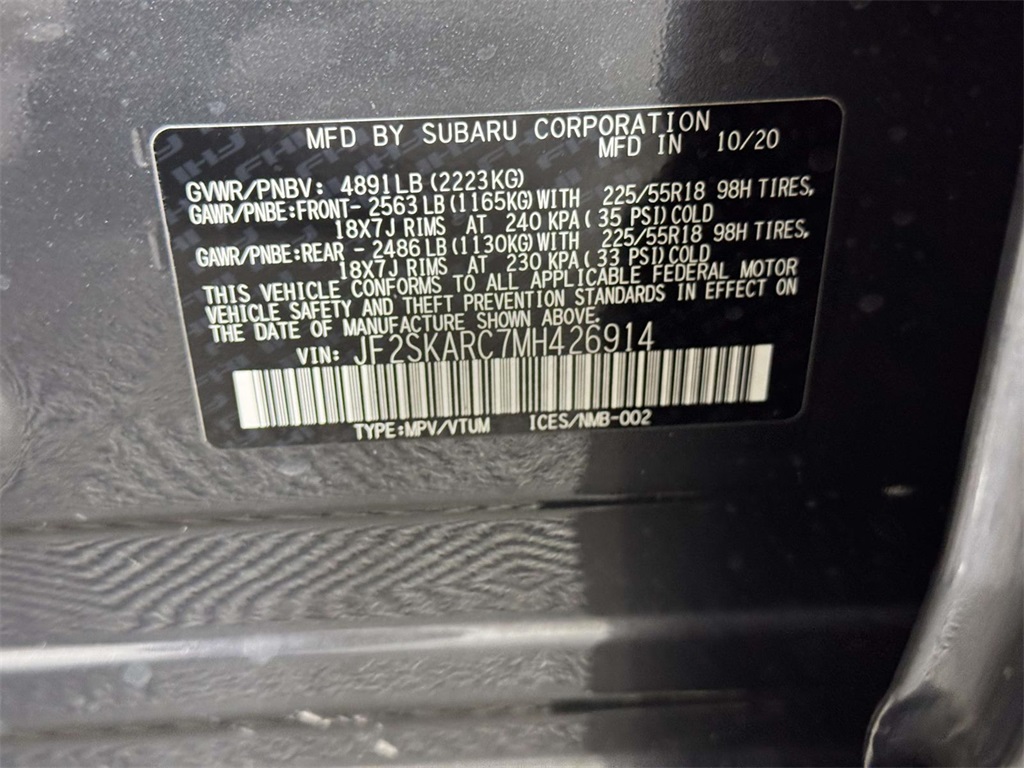 MFD BY SUBARU CORPORATION
MFD IN 10/20
GVWR/PNBV: 4891LB (2223KG)
GAWR/PNBE:FRONT- 2563LB(1165KG)WITH 225/55R18 98H TIRES,
18X7J RIMS AT 240 KPA( 35 PSI)COLD
GAWR/PNBE:REAR - 2486LB(1130KG)WITH 225/55R18 98H TIRES,
18X7J RIMS AT 230 KPA( 33 PSI)COLD
THIS VEHICLE CONFORMS TO ALL APPLICABLE FEDERAL MOTOR
VEHICLE SAFETY AND THEFT PREVENTION STANDARDS IN EFFECT ON
THE DATE OF MANUFACTURE SHOWN ABOVE.
VIN: JF2SKARC7MH426914
TYPE:MPV/VTUM ICES/NMB-002